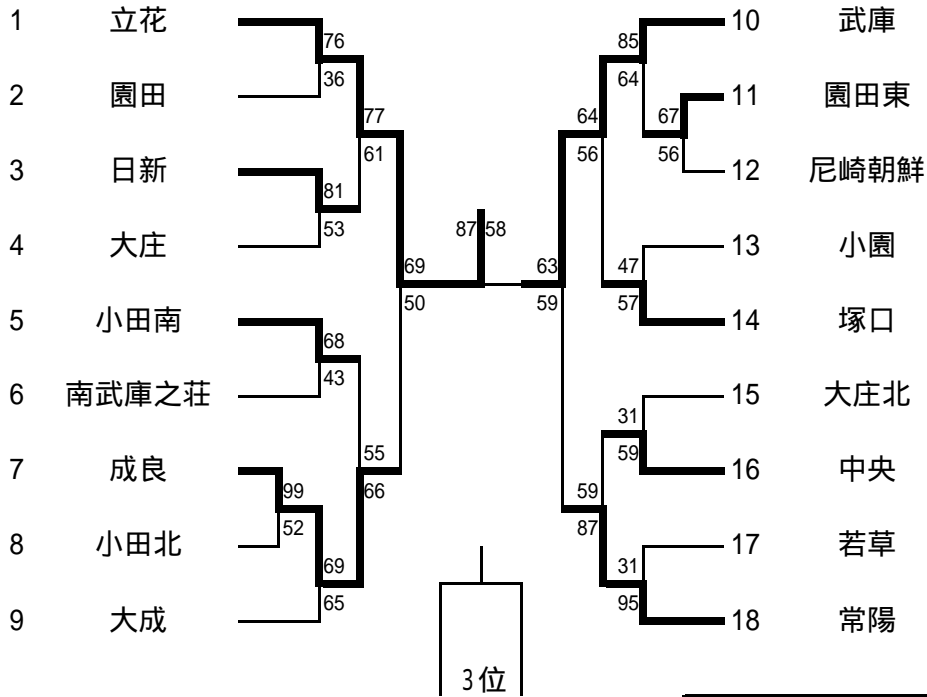 1 立花 76 85 10 武庫
36 64
2 園田 77 64 67 11 園田東
61 56 56
3 日新 81 12 尼崎朝鮮
53 87 58
4 大庄 69 63 47 13 小園
50 59 57
5 小田南 68 14 塚口
43
6 南武庫之荘 31 15 大庄北
55 59
7 成良 99 66 59 16 中央
52 87
8 小田北 69 31 17 若草
65 95
9 大成 18 常陽
3位